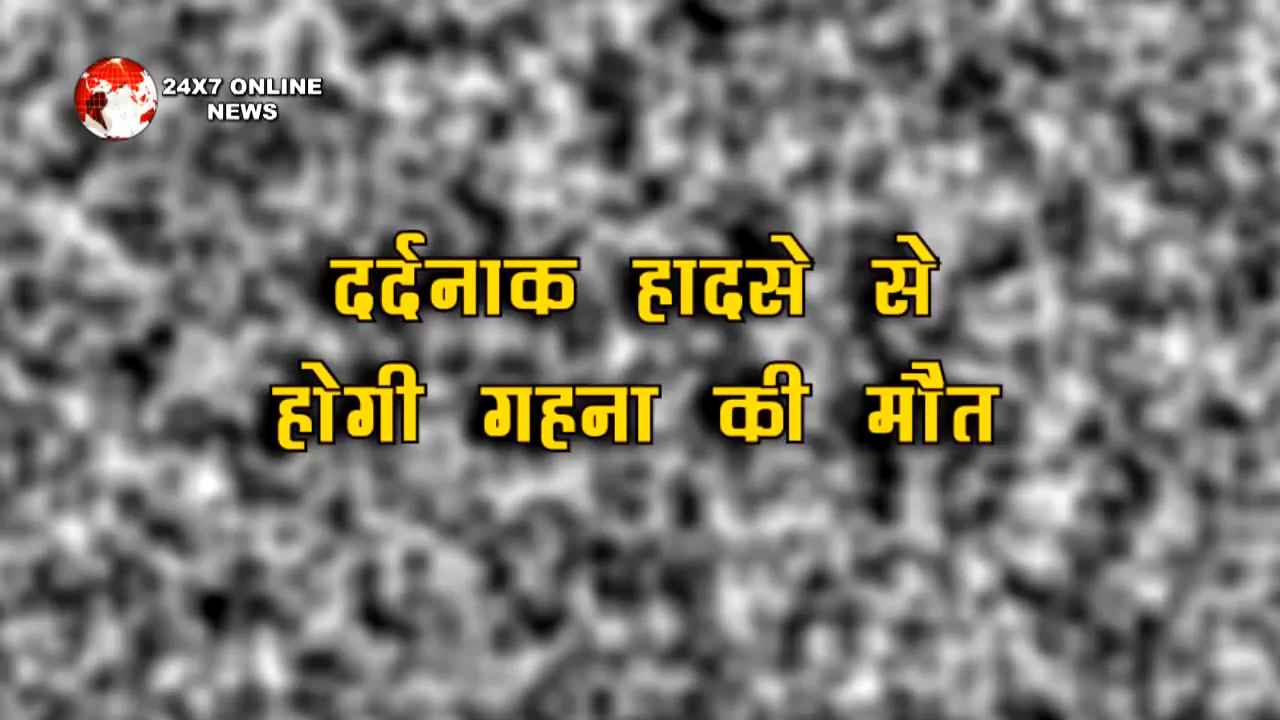 24X7 ONLINE
NEWS
दर्दनाक हादसे से
होगी गहना की मौत